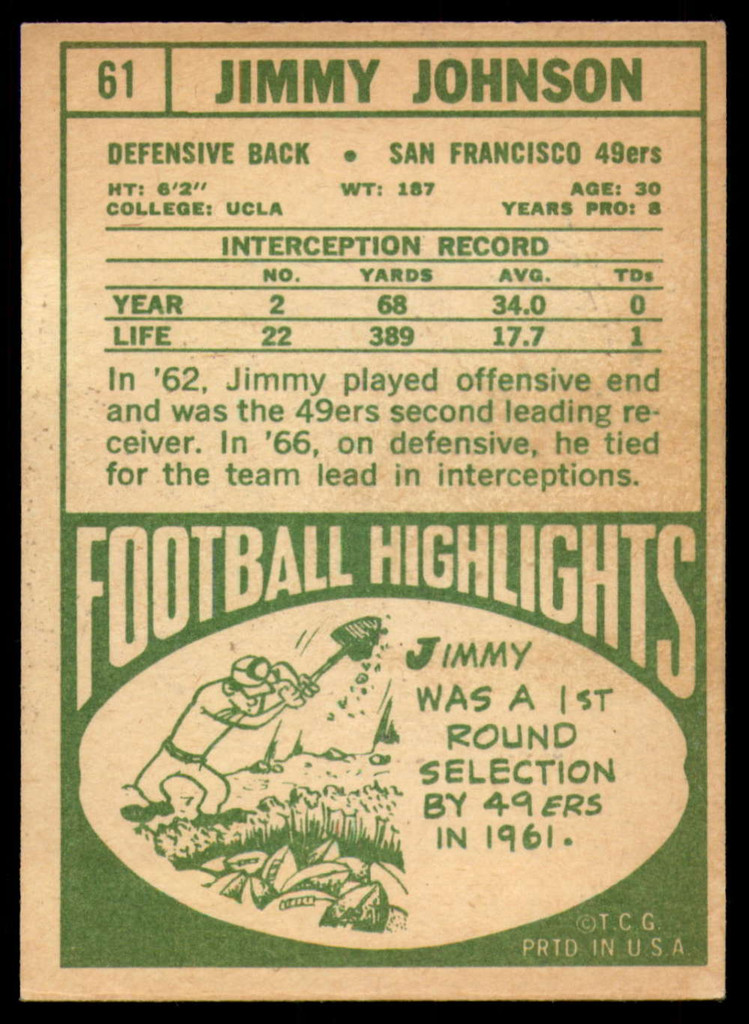 61 JIMMY JOHNSON
DEFENSIVE BACK • SAN FRANCISCO 49ers
HT: 6'2" WT: 187 AGE: 30
COLLEGE: UCLA YEARS PRO: 8
INTERCEPTION RECORD
NO. YARDS AVG. TDs
YEAR 2 68 34.0 0
LIFE 22 389 17.7 1
In '62, Jimmy played offensive end
and was the 49ers second leading re-
ceiver. In '66, on defensive, he tied
for the team lead in interceptions.
FOOTBALL HIGHLIGHTS
JIMMY
WAS A 1ST
ROUND
SELECTION
BY 49ERS
IN 1961.
©T.C.G.
PRTD IN U.S.A.